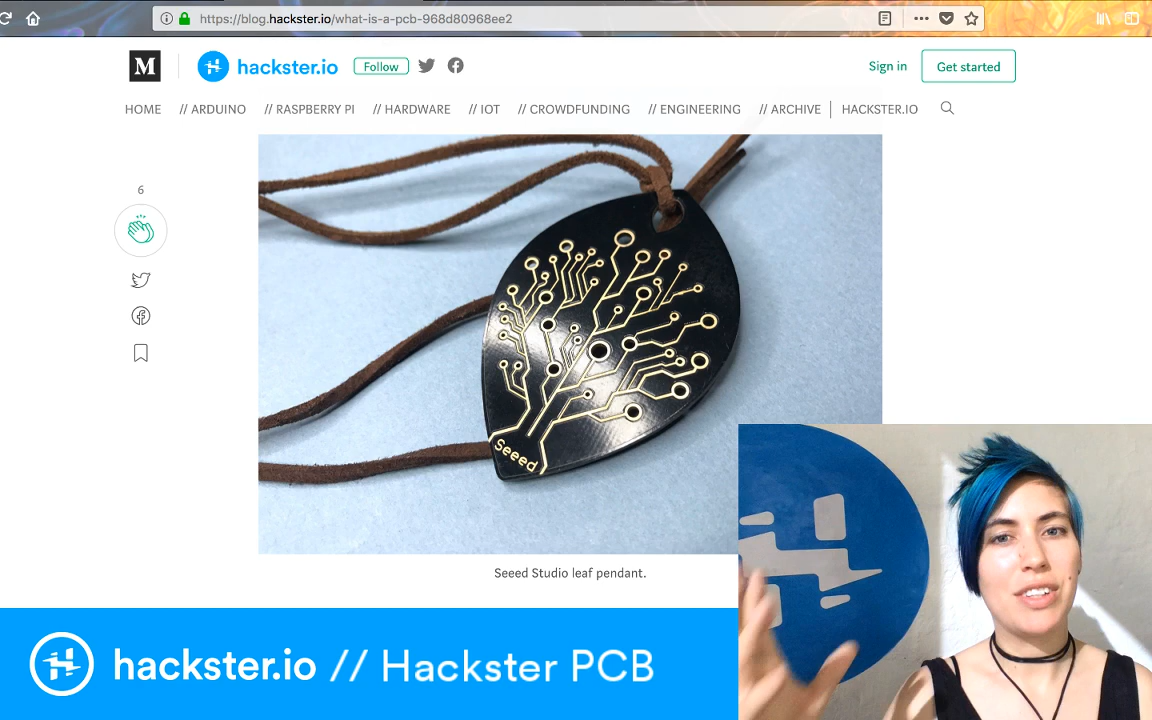 https://blog.hackster.io/what-is-a-pcb-968d80968ee2
M hackster.io Follow
Sign in Get started
HOME // ARDUINO // RASPBERRY PI // HARDWARE // IOT // CROWDFUNDING // ENGINEERING // ARCHIVE | HACKSTER.IO
6
Seeed
Seeed Studio leaf pendant.
hackster.io // Hackster PCB